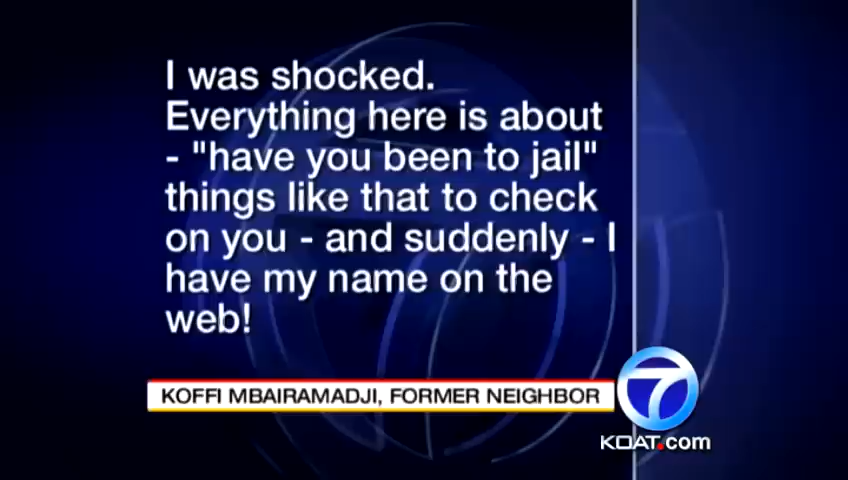 I was shocked.
Everything here is about
- "have you been to jail"
things like that to check
on you - and suddenly - I
have my name on the
web!
KOFFI MBAIRAMADJI, FORMER NEIGHBOR
7
KOAT.com